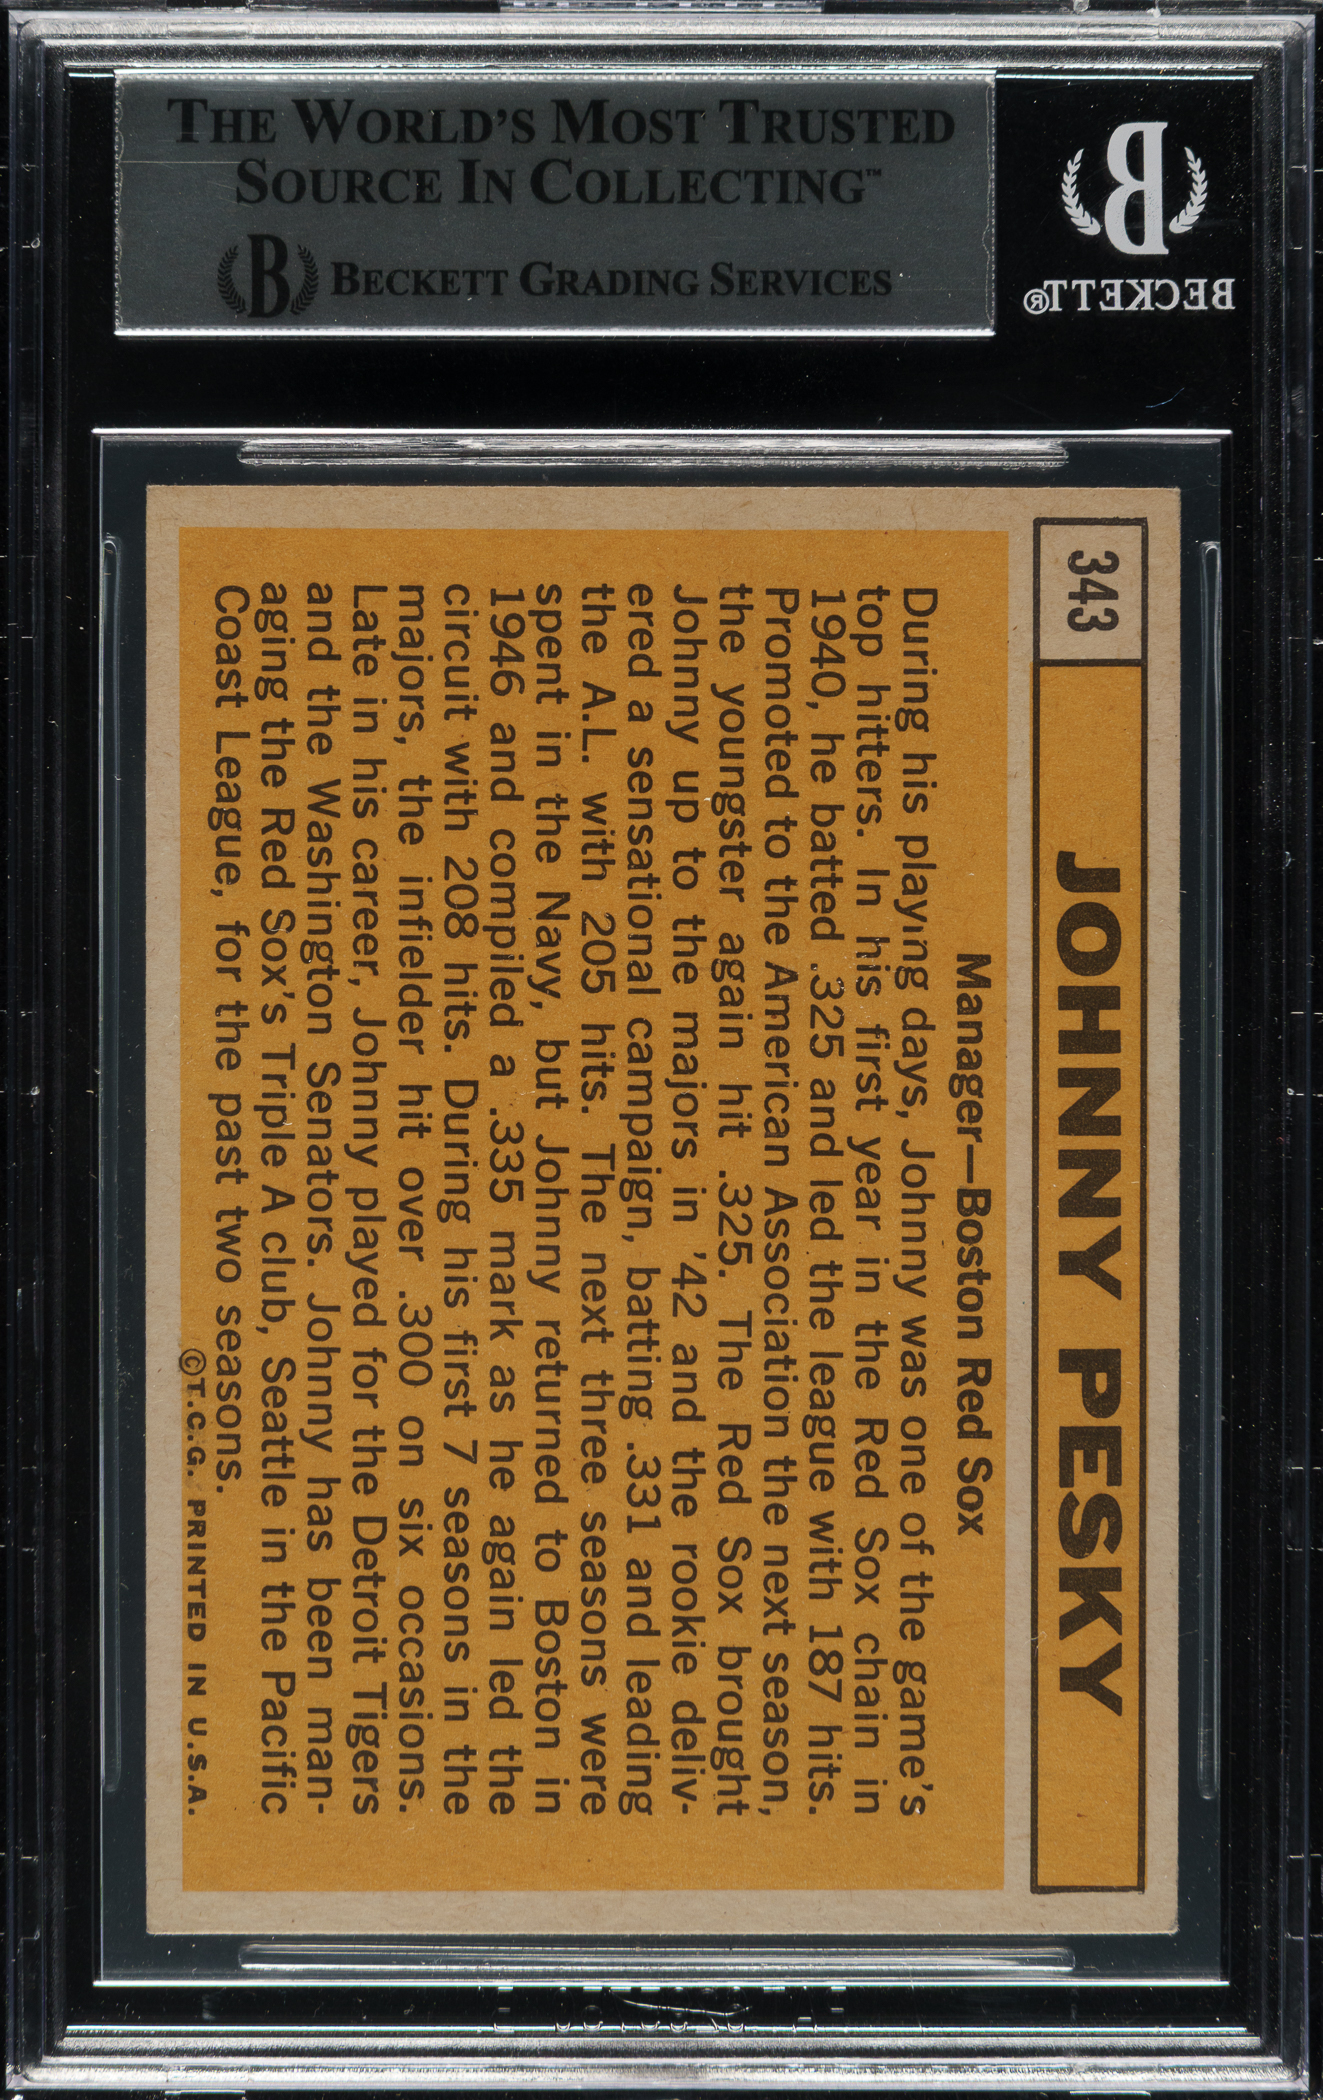 THE WORLD'S MOST TRUSTED
SOURCE IN COLLECTING™
B BECKETT GRADING SERVICES
B
BECKETT®
343
JOHNNY PESKY
Manager—Boston Red Sox
During his playing days, Johnny was one of the game's
top hitters. In his first year in the Red Sox chain in
1940, he batted .325 and led the league with 187 hits.
Promoted to the American Association the next season,
the youngster again hit .325. The Red Sox brought
Johnny up to the majors in '42 and the rookie deliv-
ered a sensational campaign, batting .331 and leading
the A.L. with 205 hits. The next three seasons were
spent in the Navy, but Johnny returned to Boston in
1946 and compiled a .335 mark as he again led the
circuit with 208 hits. During his first 7 seasons in the
majors, the infielder hit over .300 on six occasions.
Late in his career, Johnny played for the Detroit Tigers
and the Washington Senators. Johnny has been man-
aging the Red Sox's Triple A club, Seattle in the Pacific
Coast League, for the past two seasons.
©T.C.G. PRINTED IN U.S.A.